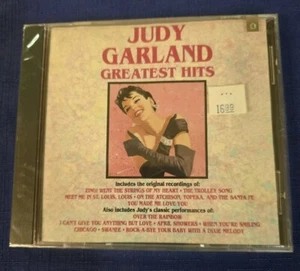 JUDY
GARLAND
GREATEST HITS
Includes the original recordings of:
ZING! WENT THE STRINGS OF MY HEART • THE TROLLEY SONG
MEET ME IN ST. LOUIS, LOUIS • ON THE ATCHISON, TOPEKA, AND THE SANTA FE
YOU MADE ME LOVE YOU
Also includes Judy's classic performances of:
OVER THE RAINBOW
I CAN'T GIVE YOU ANYTHING BUT LOVE • APRIL SHOWERS • WHEN YOU'RE SMILING
CHICAGO • SWANEE • ROCK-A-BYE YOUR BABY WITH A DIXIE MELODY